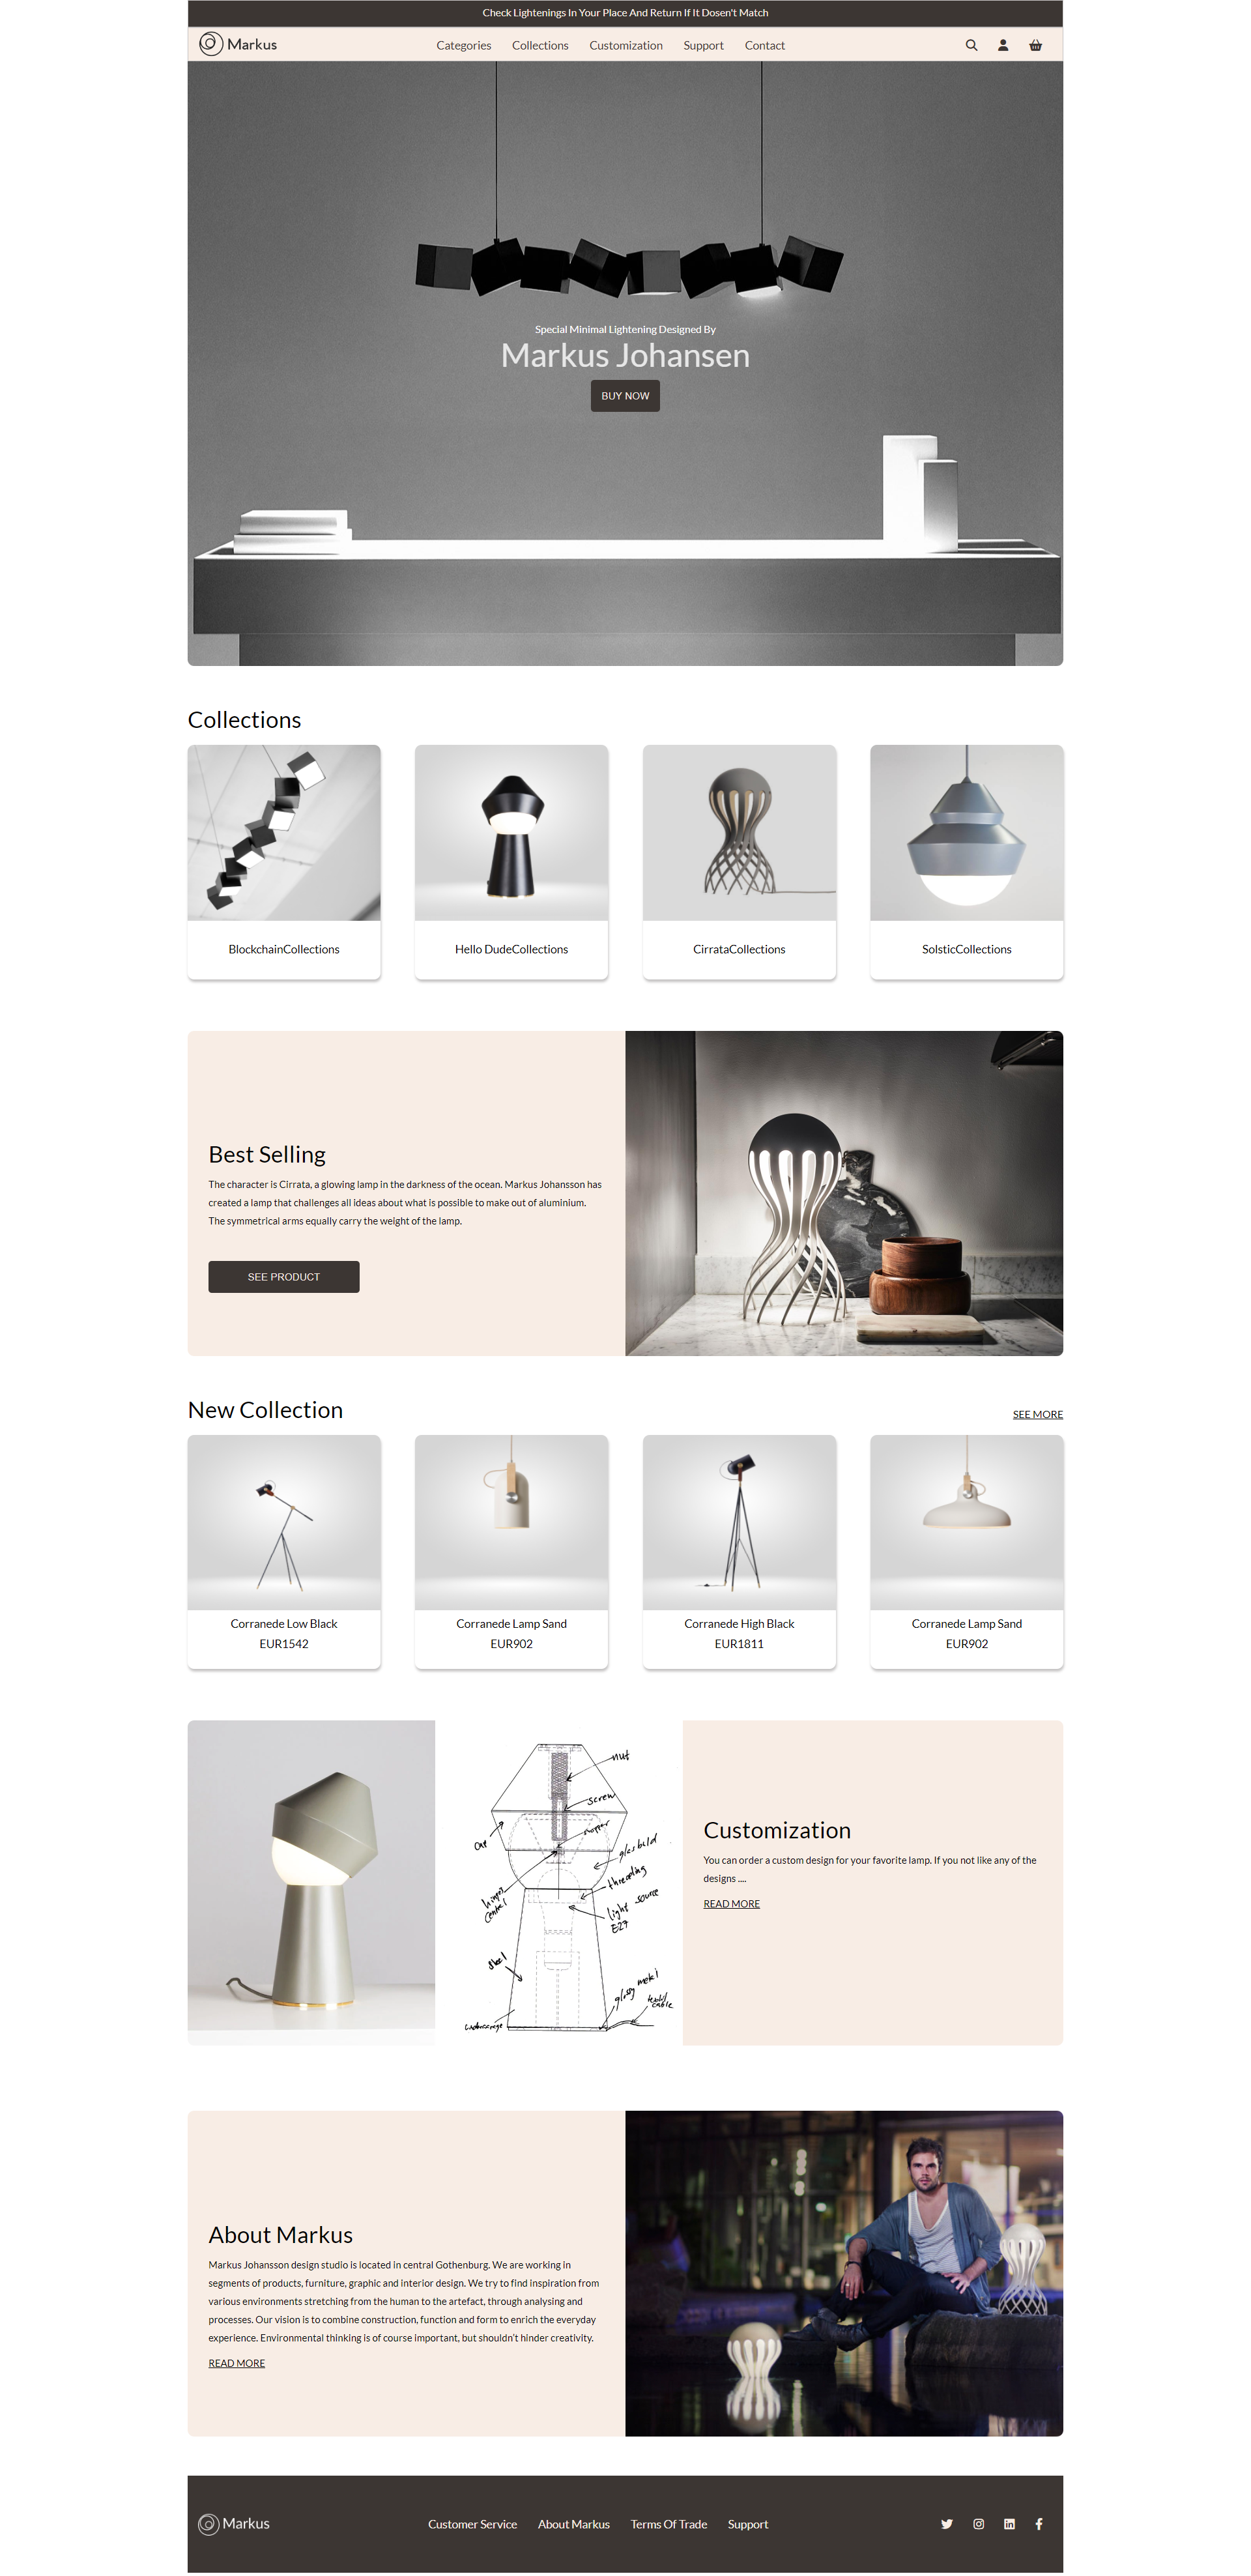 Check Lightenings In Your Place And Return If It Dosen't Match
Markus
Categories Collections Customization Support Contact
Special Minimal Lightening Designed By
Markus Johansen
BUY NOW
Collections
BlockchainCollections
Hello DudeCollections
CirrataCollections
SolsticCollections
Best Selling
The character is Cirrata, a glowing lamp in the darkness of the ocean. Markus Johansson has
created a lamp that challenges all ideas about what is possible to make out of aluminium.
The symmetrical arms equally carry the weight of the lamp.
SEE PRODUCT
New Collection
SEE MORE
Corranede Low Black
EUR1542
Corranede Lamp Sand
EUR902
Corranede High Black
EUR1811
Corranede Lamp Sand
EUR902
nut
screw
threading
light source
E27
Customization
You can order a custom design for your favorite lamp. If you not like any of the
designs ....
READ MORE
About Markus
Markus Johansson design studio is located in central Gothenburg. We are working in
segments of products, furniture, graphic and interior design. We try to find inspiration from
various environments stretching from the human to the artefact, through analysing and
processes. Our vision is to combine construction, function and form to enrich the everyday
experience. Environmental thinking is of course important, but shouldn't hinder creativity.
READ MORE
Markus
Customer Service About Markus Terms Of Trade Support